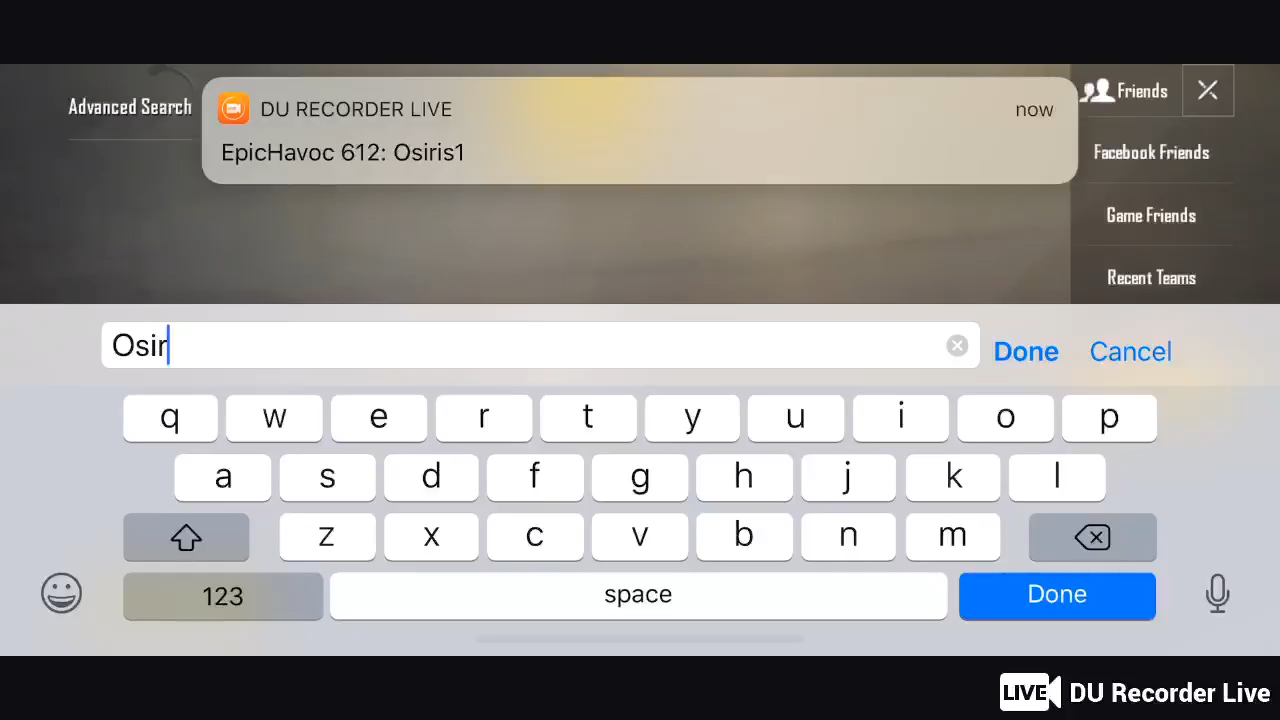 Advanced Search
DU RECORDER LIVE
now
EpicHavoc 612: Osiris1
Friends
Facebook Friends
Game Friends
Recent Teams
Osir
Done
Cancel
q w e r t y u i o p
a s d f g h j k l
z x c v b n m
123
space
Done
LIVE DU Recorder Live